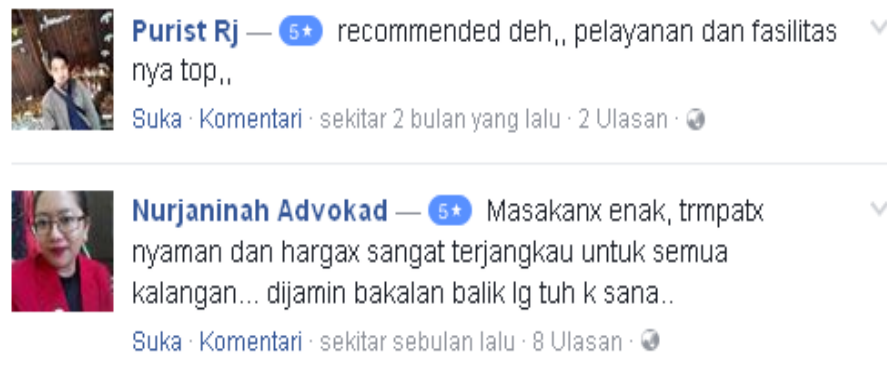 Purist Rj — 5★ recommended deh,, pelayanan dan fasilitas
nya top,,
Suka · Komentari · sekitar 2 bulan yang lalu · 2 Ulasan ·
Nurjaninah Advokad — 5★ Masakanx enak, trmpatx
nyaman dan hargax sangat terjangkau untuk semua
kalangan... dijamin bakalan balik lg tuh k sana..
Suka · Komentari · sekitar sebulan lalu · 8 Ulasan ·